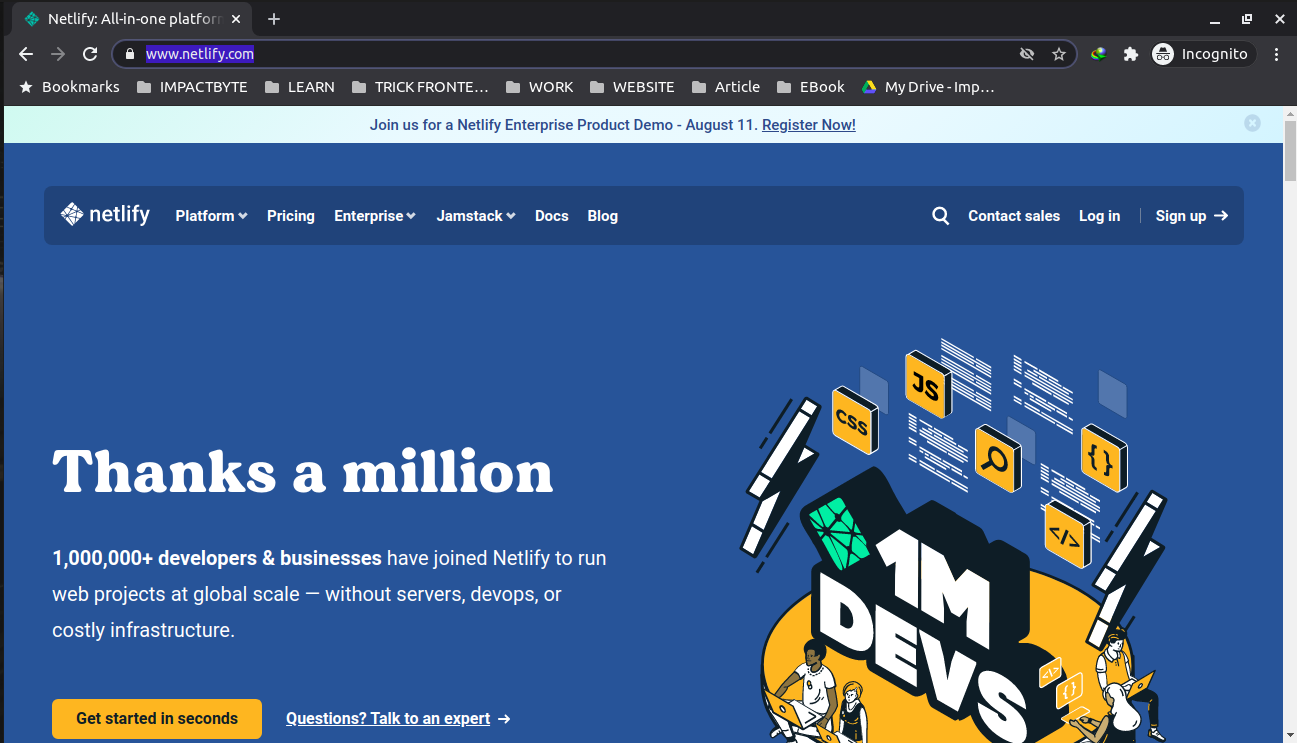 Netlify: All-in-one platforr
www.netlify.com
Incognito
Bookmarks IMPACTBYTE LEARN TRICK FRONTE... WORK WEBSITE Article EBook My Drive - Imp...
Join us for a Netlify Enterprise Product Demo - August 11. Register Now!
netlify Platform Pricing Enterprise Jamstack Docs Blog Contact sales Log in Sign up →
JS
CSS
{ }
</>
1M
DEVS
</>
{ }
Thanks a million
1,000,000+ developers & businesses have joined Netlify to run
web projects at global scale — without servers, devops, or
costly infrastructure.
Get started in seconds Questions? Talk to an expert →